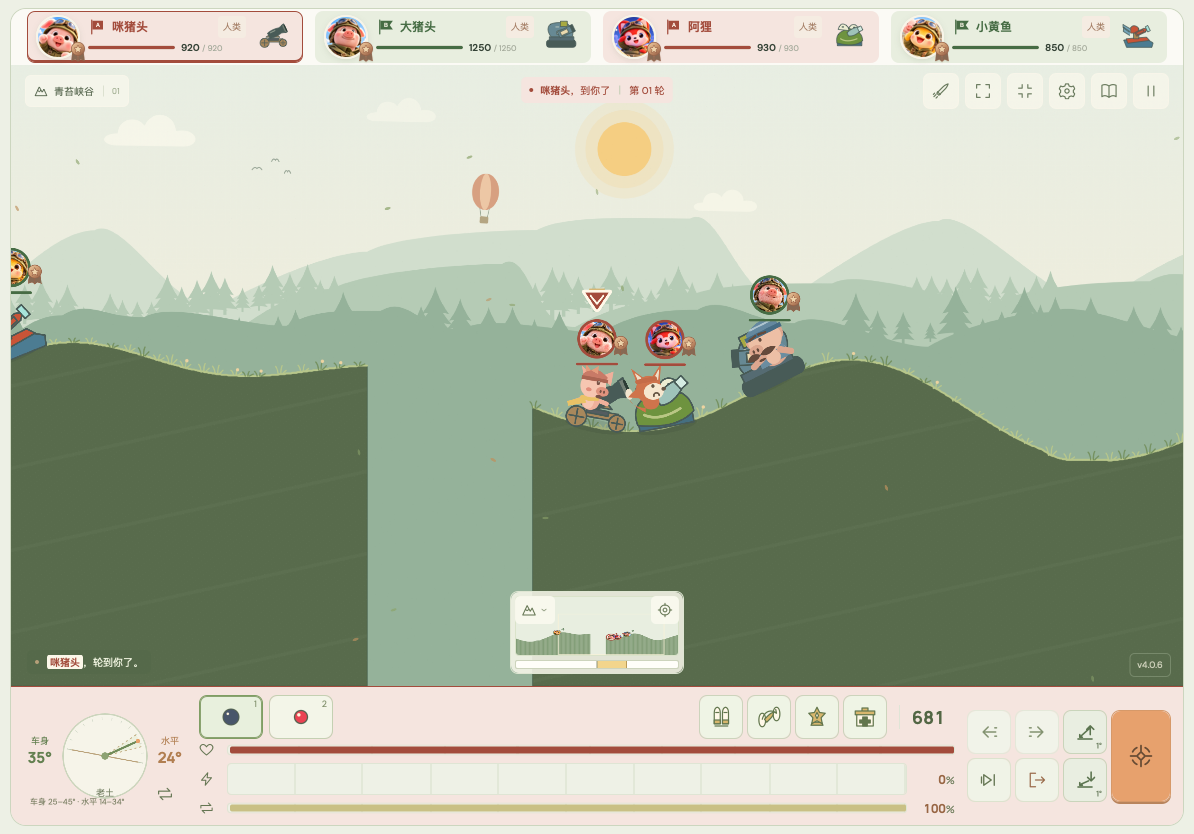 A 咪猪头 人类
920 / 920
B 大猪头 人类
1250 / 1250
A 阿狸 人类
930 / 930
B 小黄鱼 人类
850 / 850
青苔峡谷 01
咪猪头，到你了 第 01 轮
咪猪头，轮到你了。
v4.0.6
1
2
681
车身
35°
水平
24°
老土
车身 25–45° · 水平 14–34°
0%
100%
1°
1°